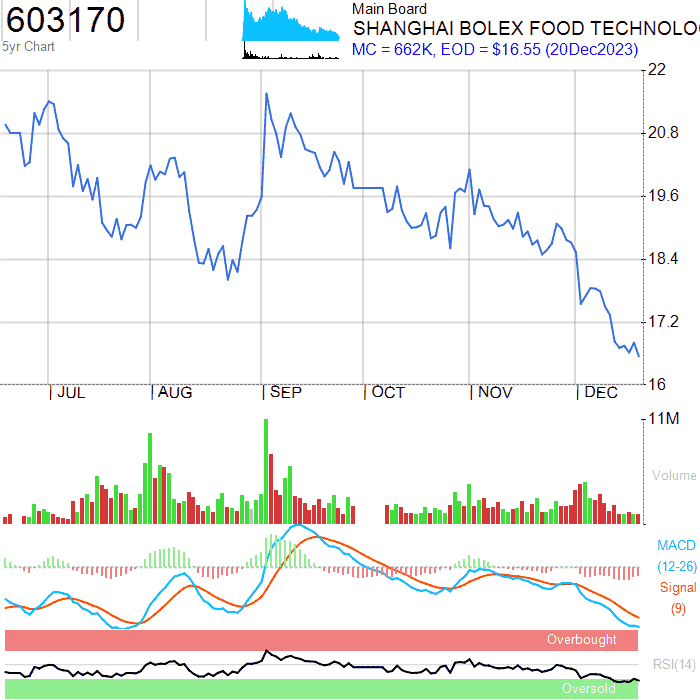 603170
5yr Chart
Main Board
SHANGHAI BOLEX FOOD TECHNOLO
MC = 662K, EOD = $16.55 (20Dec2023)
22
20.8
19.6
18.4
17.2
16
JUL
AUG
SEP
OCT
NOV
DEC
11M
Volume
MACD
(12-26)
Signal
(9)
Overbought
RSI(14)
Oversold